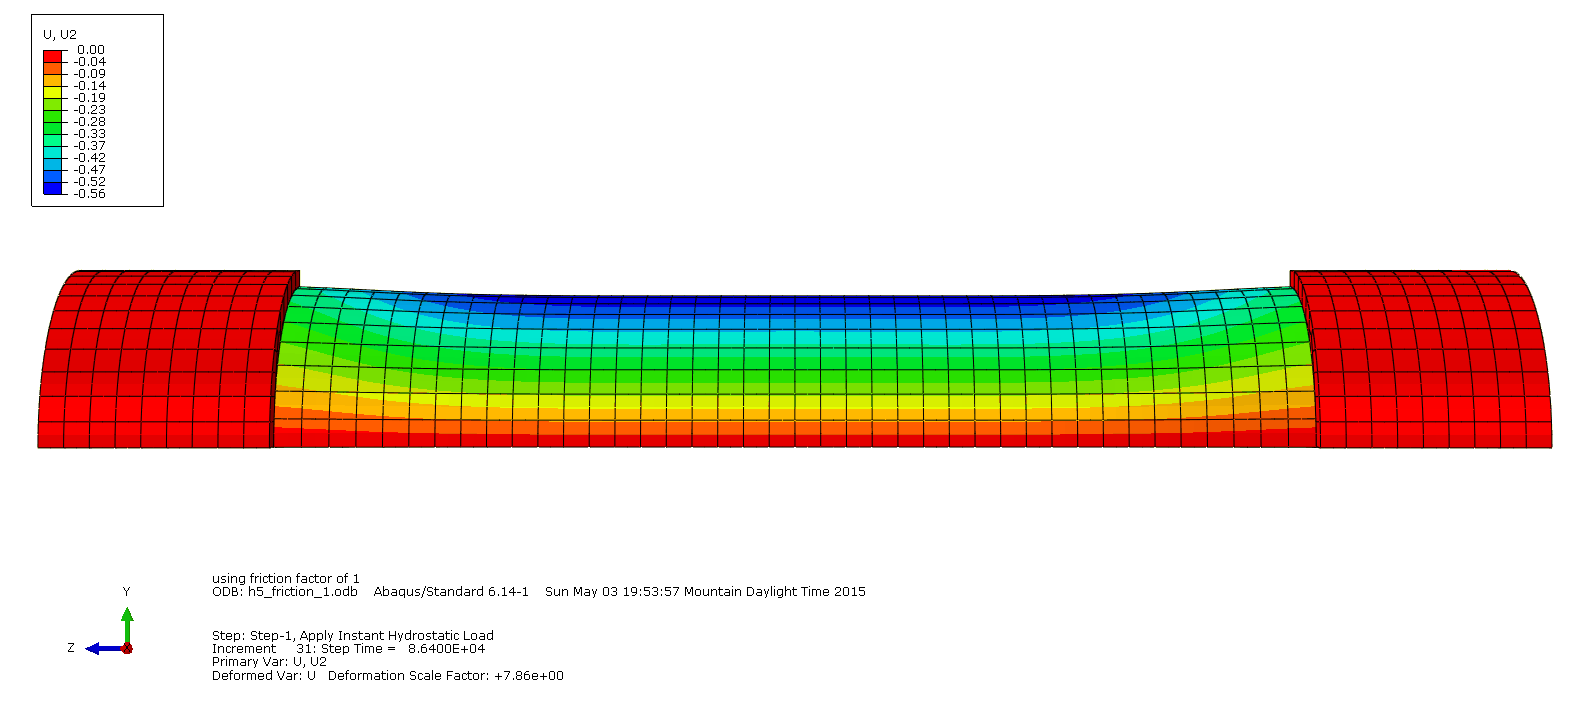 U, U2
0.00
-0.04
-0.09
-0.14
-0.19
-0.23
-0.28
-0.33
-0.37
-0.42
-0.47
-0.52
-0.56
using friction factor of 1
ODB: h5_friction_1.odb    Abaqus/Standard 6.14-1    Sun May 03 19:53:57 Mountain Daylight Time 2015
Y
Z
Step: Step-1, Apply Instant Hydrostatic Load
Increment     31: Step Time =   8.6400E+04
Primary Var: U, U2
Deformed Var: U   Deformation Scale Factor: +7.86e+00